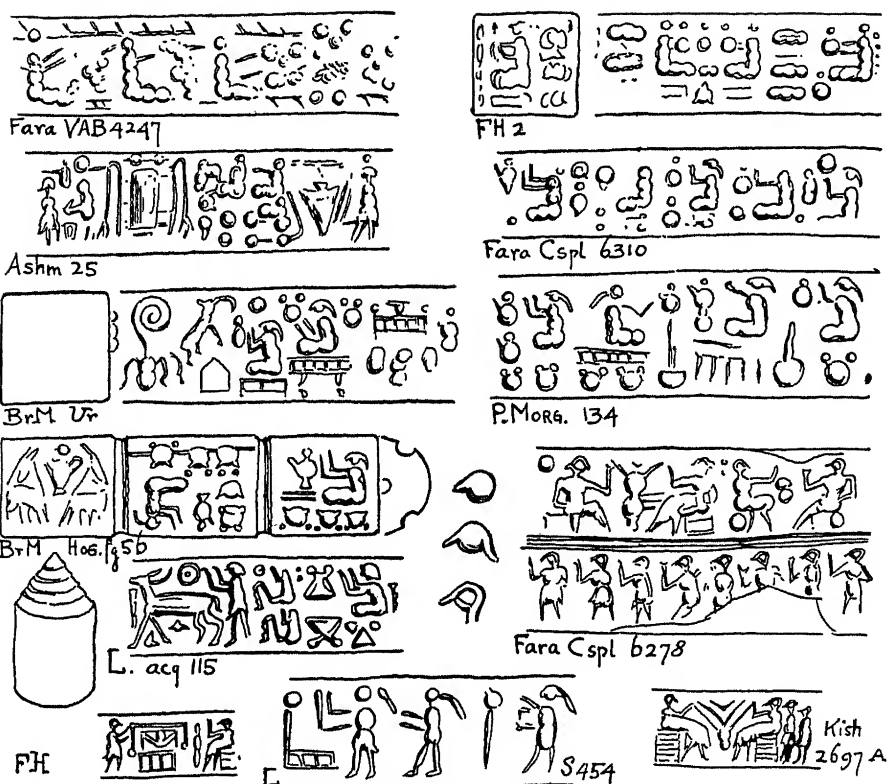 Fara VAB 4247
FH 2
Ashm 25
Fara Cspl 6310
BrM Ur
P. MORG. 134
BrM HOG. fg 56
L. acq 115
Fara Cspl 6278
FH
L
S454
Kish
2697 A